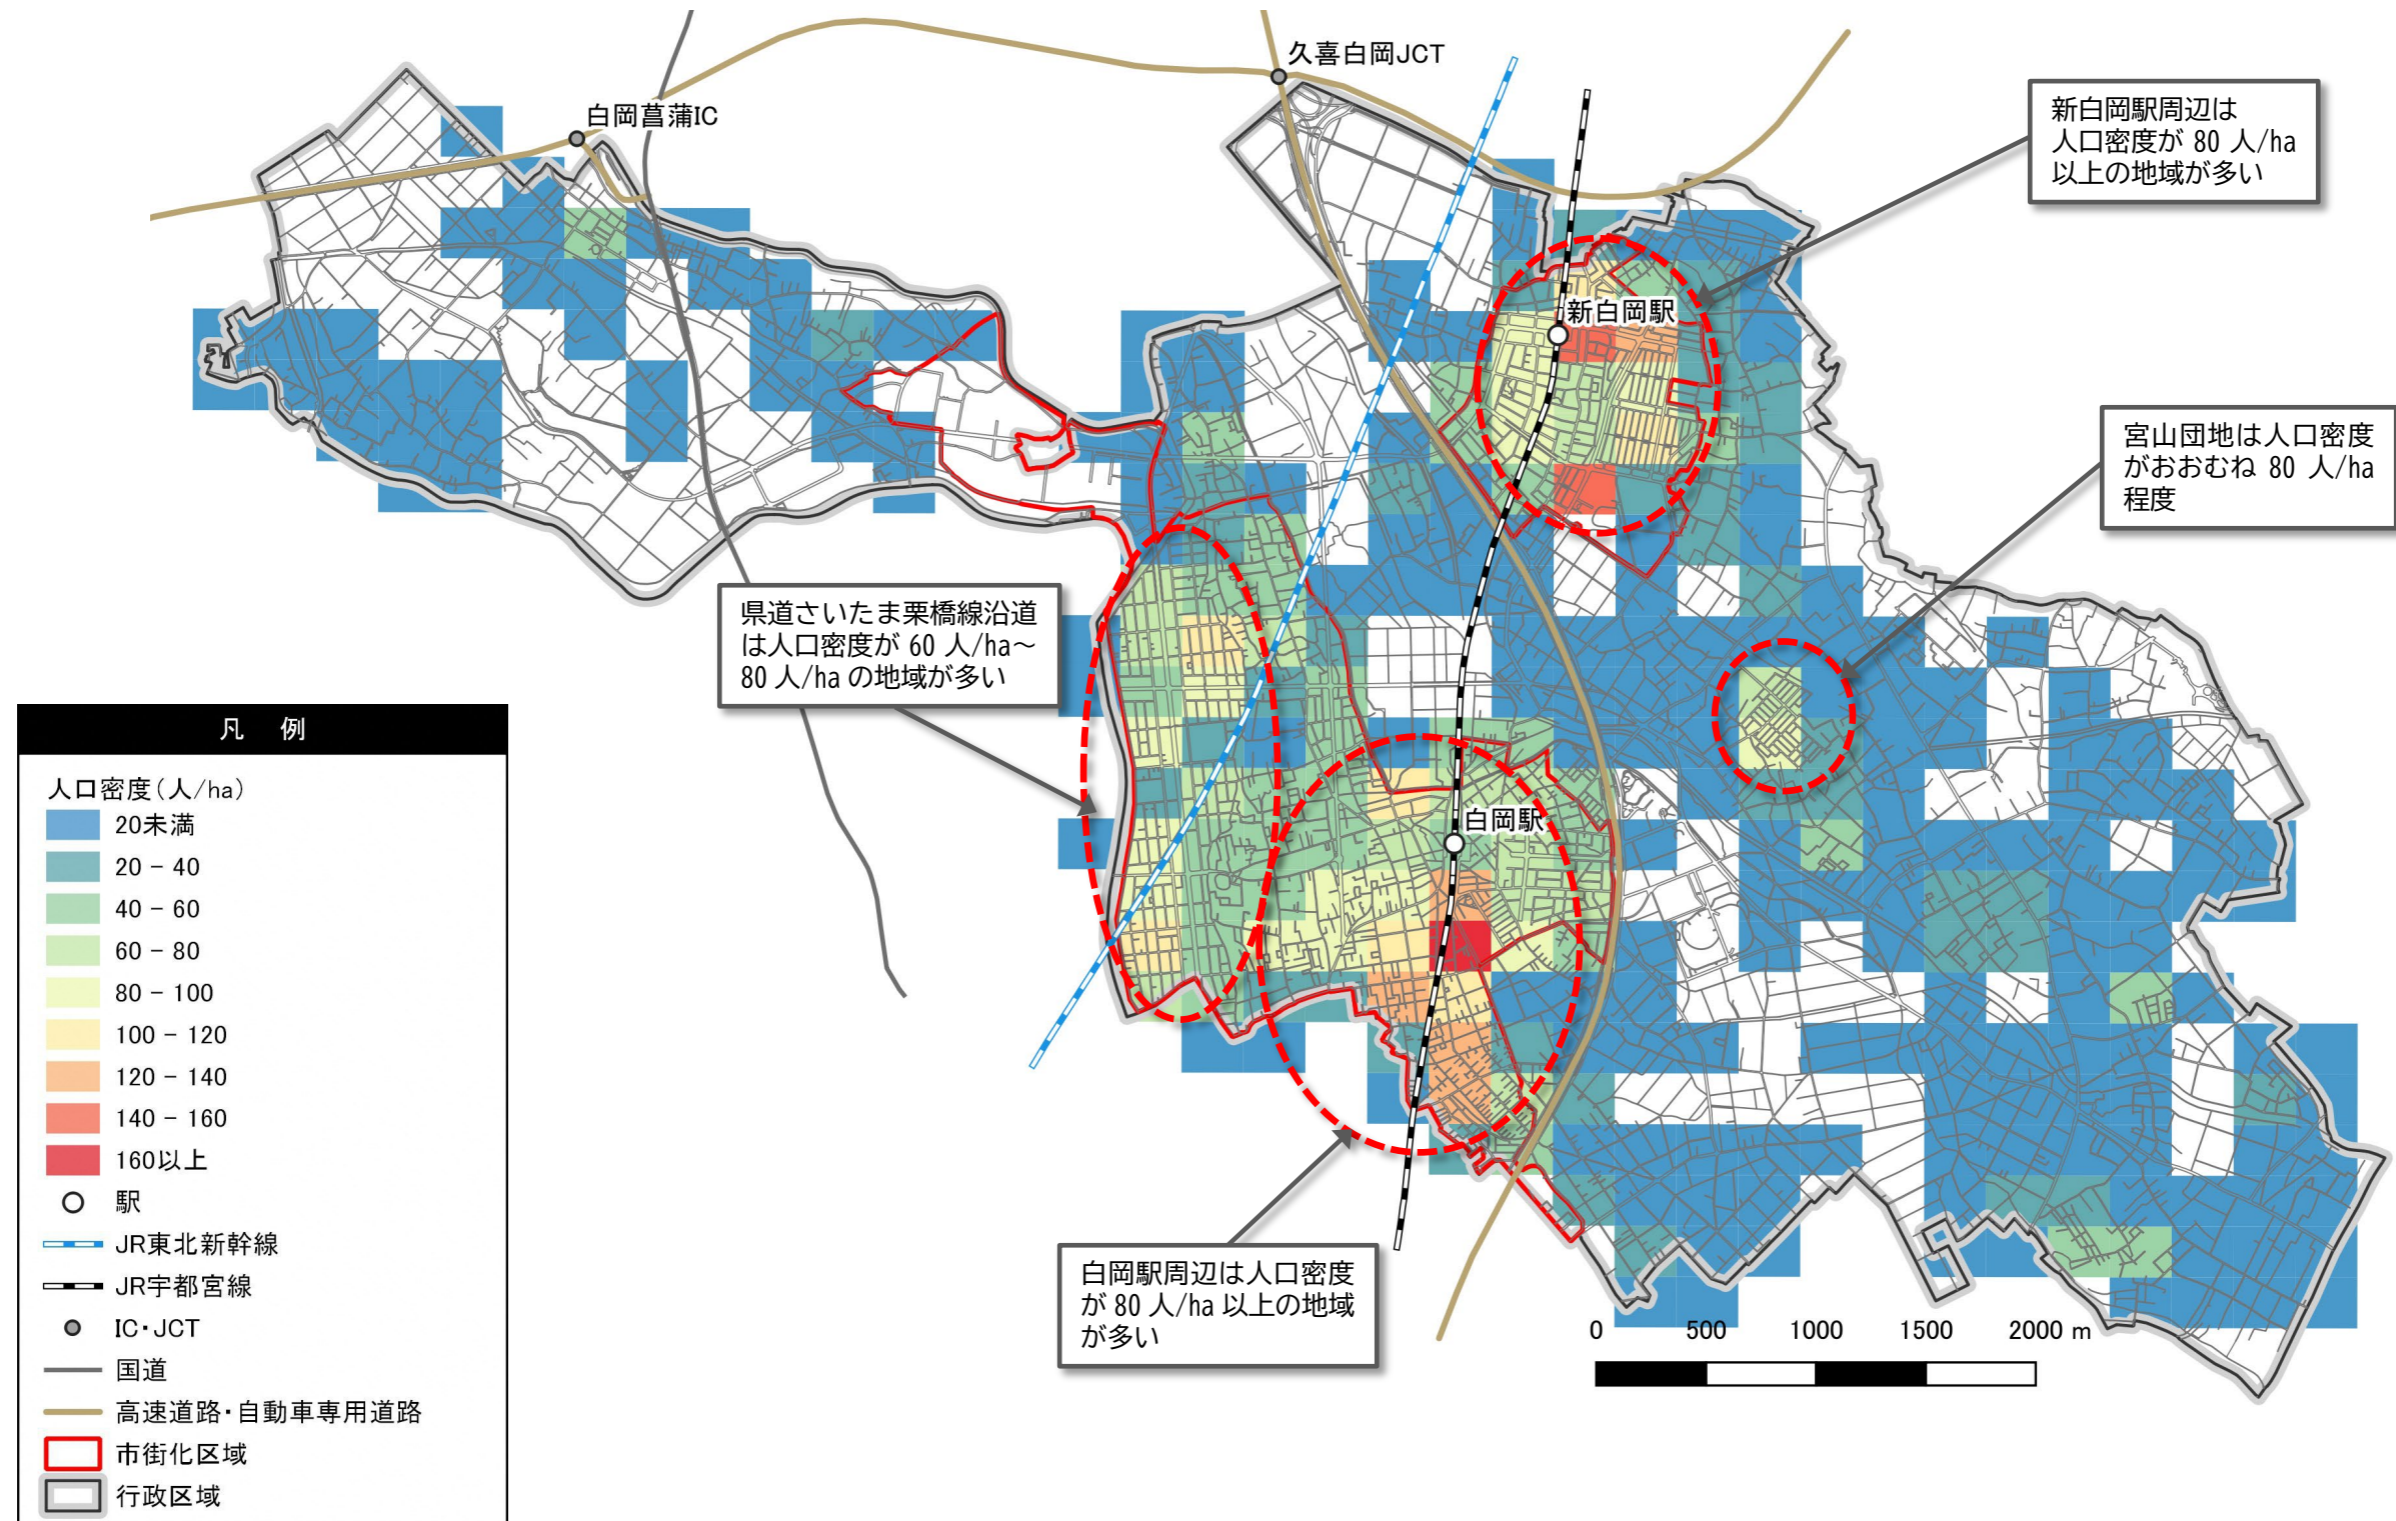 久喜白岡JCT
白岡菖蒲IC
新白岡駅周辺は
人口密度が 80 人/ha
以上の地域が多い
新白岡駅
宮山団地は人口密度
がおおむね 80 人/ha
程度
県道さいたま栗橋線沿道
は人口密度が 60 人/ha～
80 人/ha の地域が多い
白岡駅
白岡駅周辺は人口密度
が 80 人/ha 以上の地域
が多い
0 500 1000 1500 2000 m
凡 例
人口密度(人/ha)
20未満
20 - 40
40 - 60
60 - 80
80 - 100
100 - 120
120 - 140
140 - 160
160以上
駅
JR東北新幹線
JR宇都宮線
IC・JCT
国道
高速道路・自動車専用道路
市街化区域
行政区域